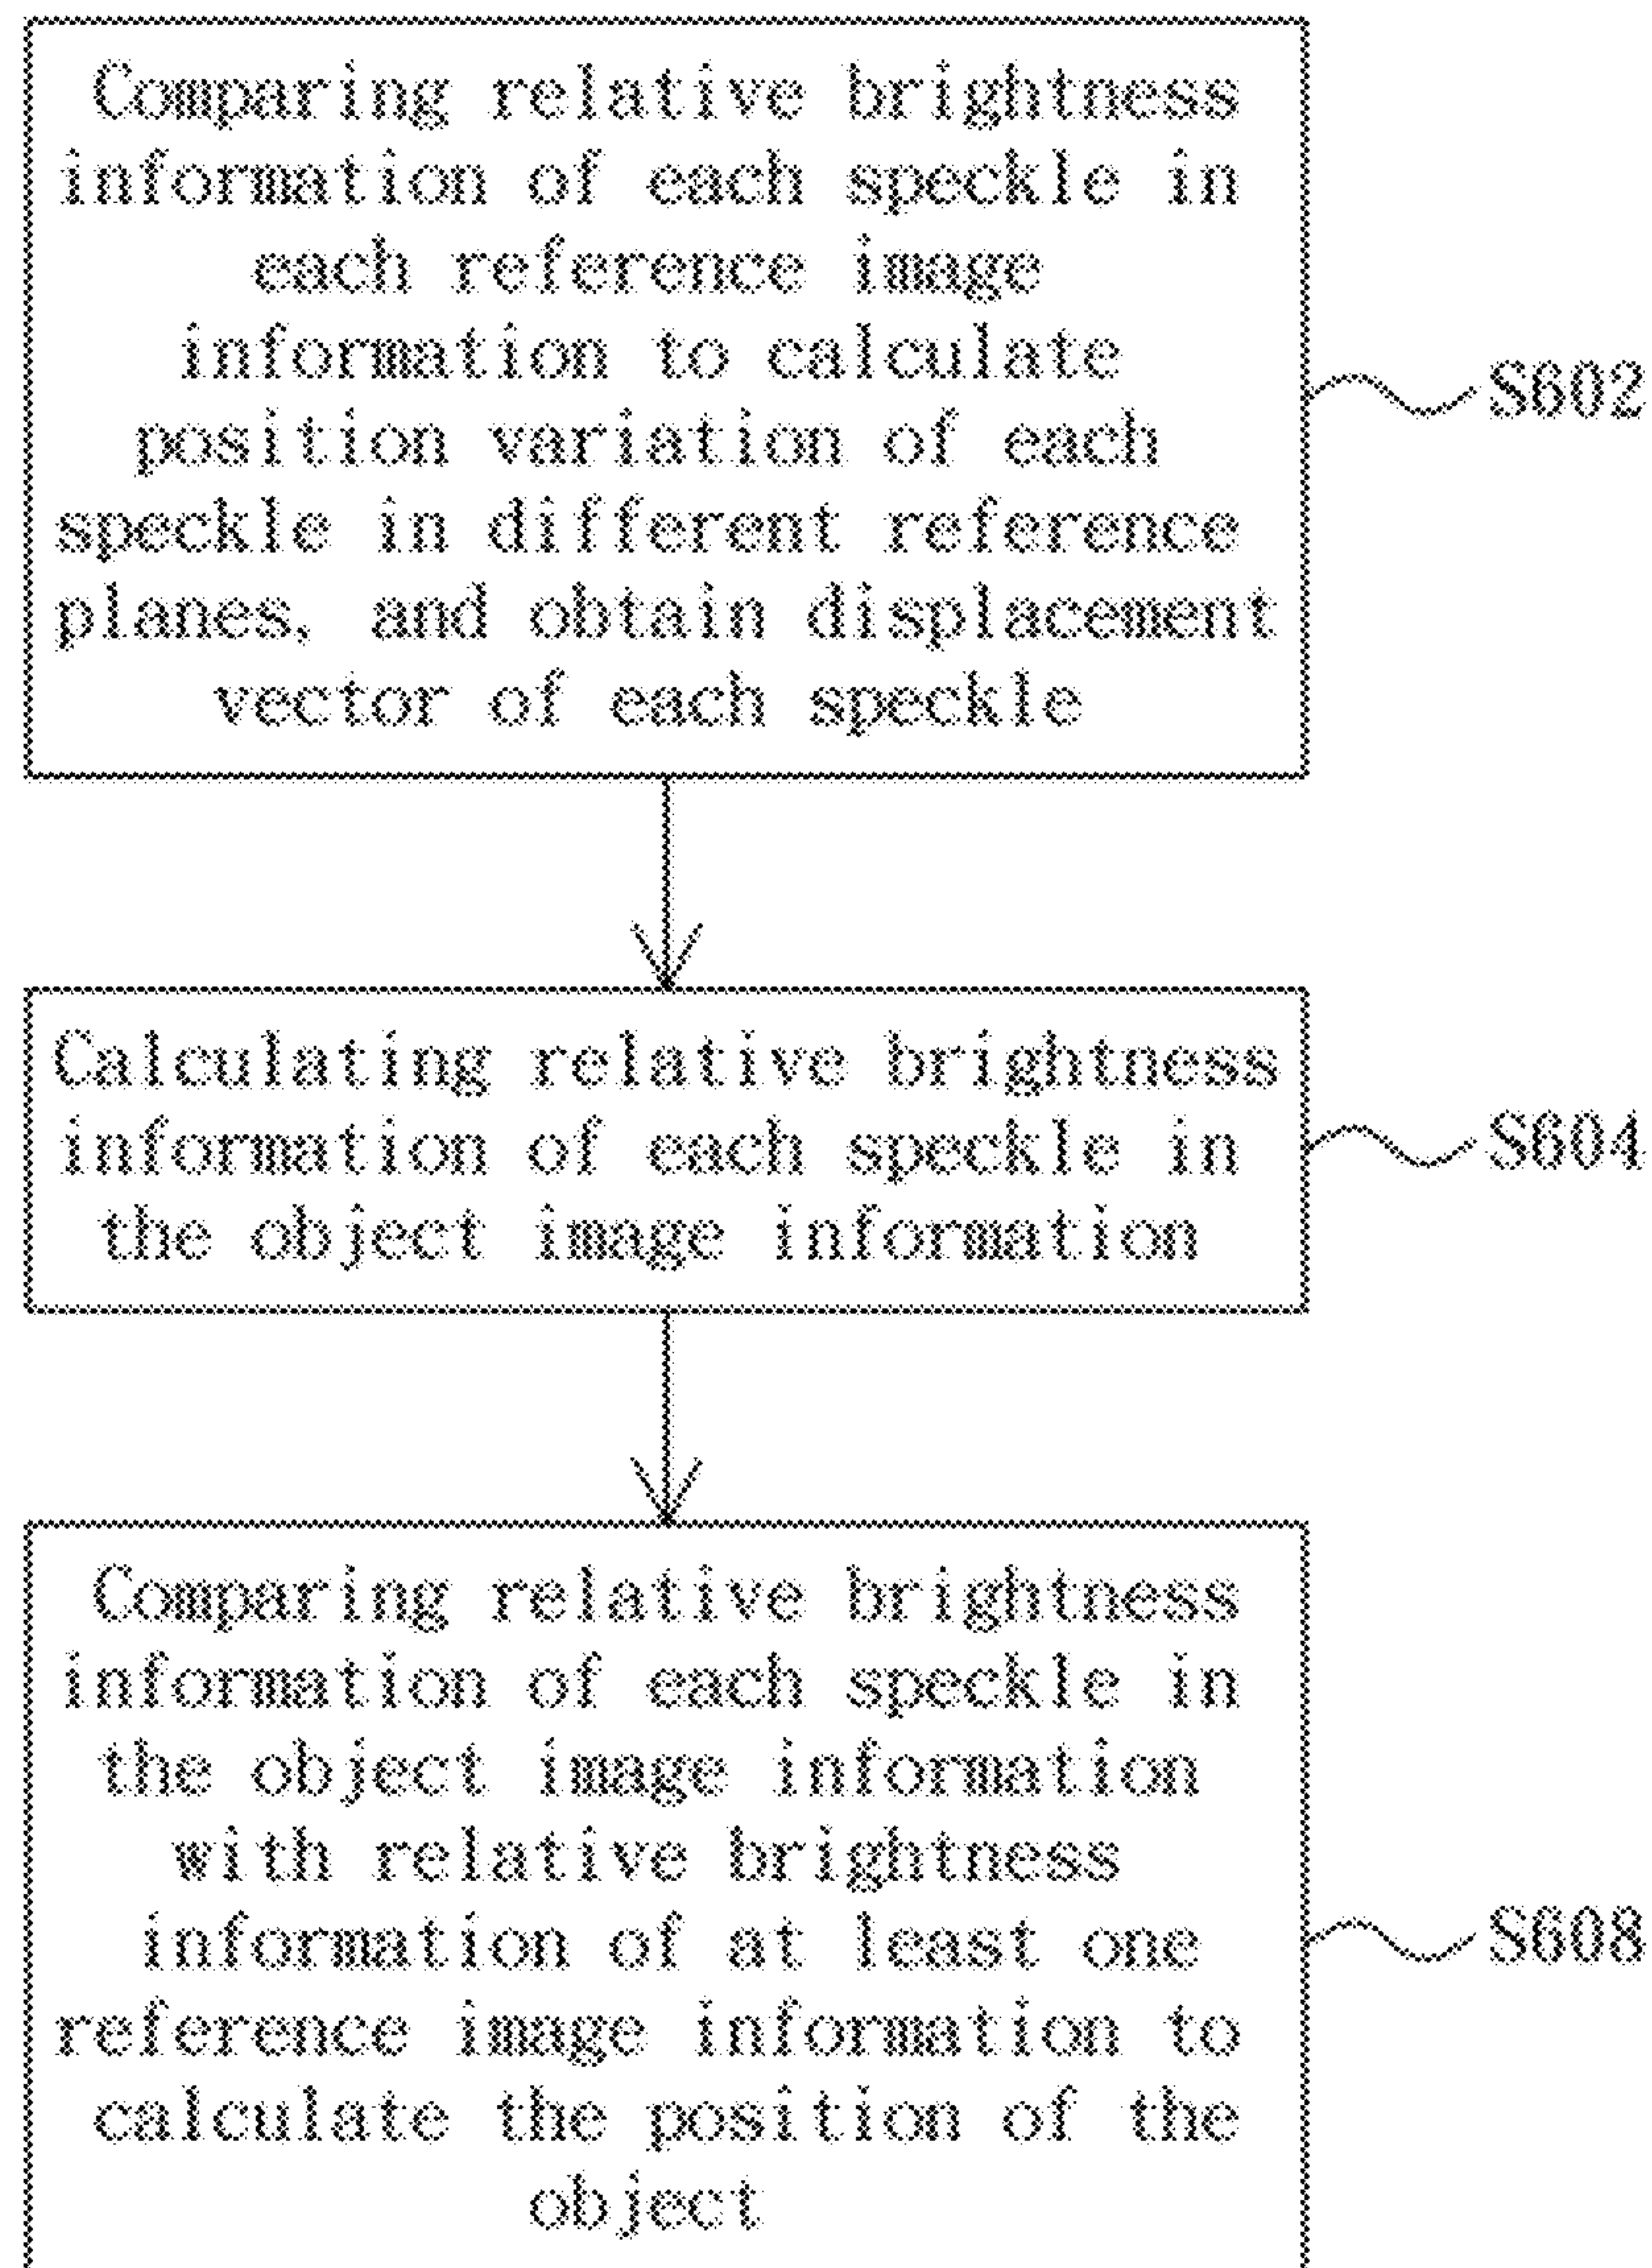 Comparing relative brightness
information of each speckle in
each reference image
information to calculate
position variation of each
speckle in different reference
planes, and obtain displacement
vector of each speckle
S602
Calculating relative brightness
information of each speckle in
the object image information
S604
Comparing relative brightness
information of each speckle in
the object image information
with relative brightness
information of at least one
reference image information to
calculate the position of the
object
S608